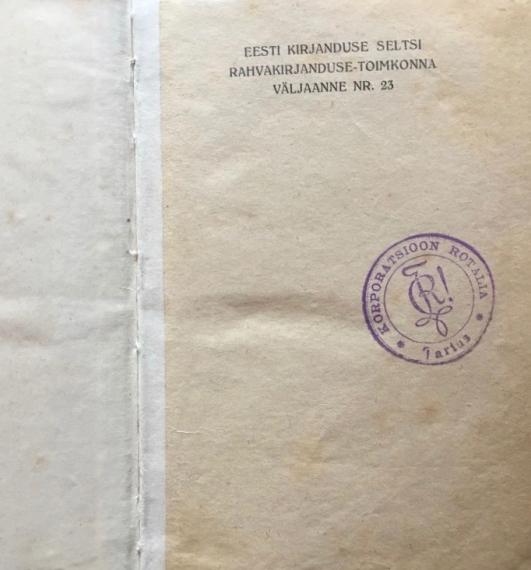 EESTI KIRJANDUSE SELTSI
RAHVAKIRJANDUSE-TOIMKONNA
VÄLJAANNE NR. 23
KORPORATSIOON ROTALIA
Tartus